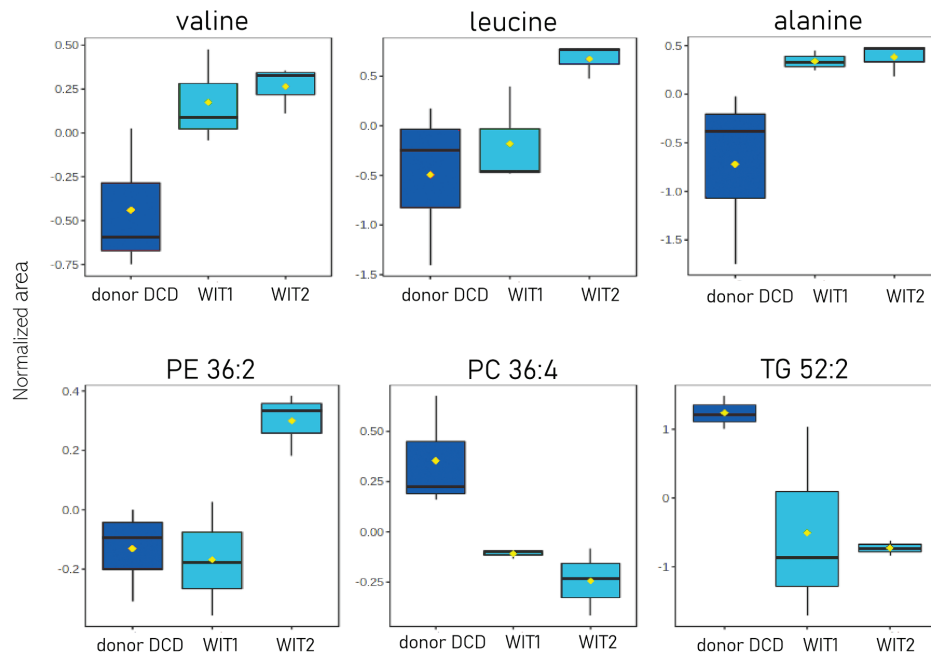 valine
leucine
alanine
0.50
0.25
0.00
-0.25
-0.50
-0.75
0.5
0.0
-0.5
-1.0
-1.5
0.5
0.0
-0.5
-1.0
-1.5
donor DCD WIT1 WIT2
donor DCD WIT1 WIT2
donor DCD WIT1 WIT2
Normalized area
PE 36:2
PC 36:4
TG 52:2
0.4
0.2
0.0
-0.2
0.50
0.25
0.00
-0.25
1
0
-1
donor DCD WIT1 WIT2
donor DCD WIT1 WIT2
donor DCD WIT1 WIT2